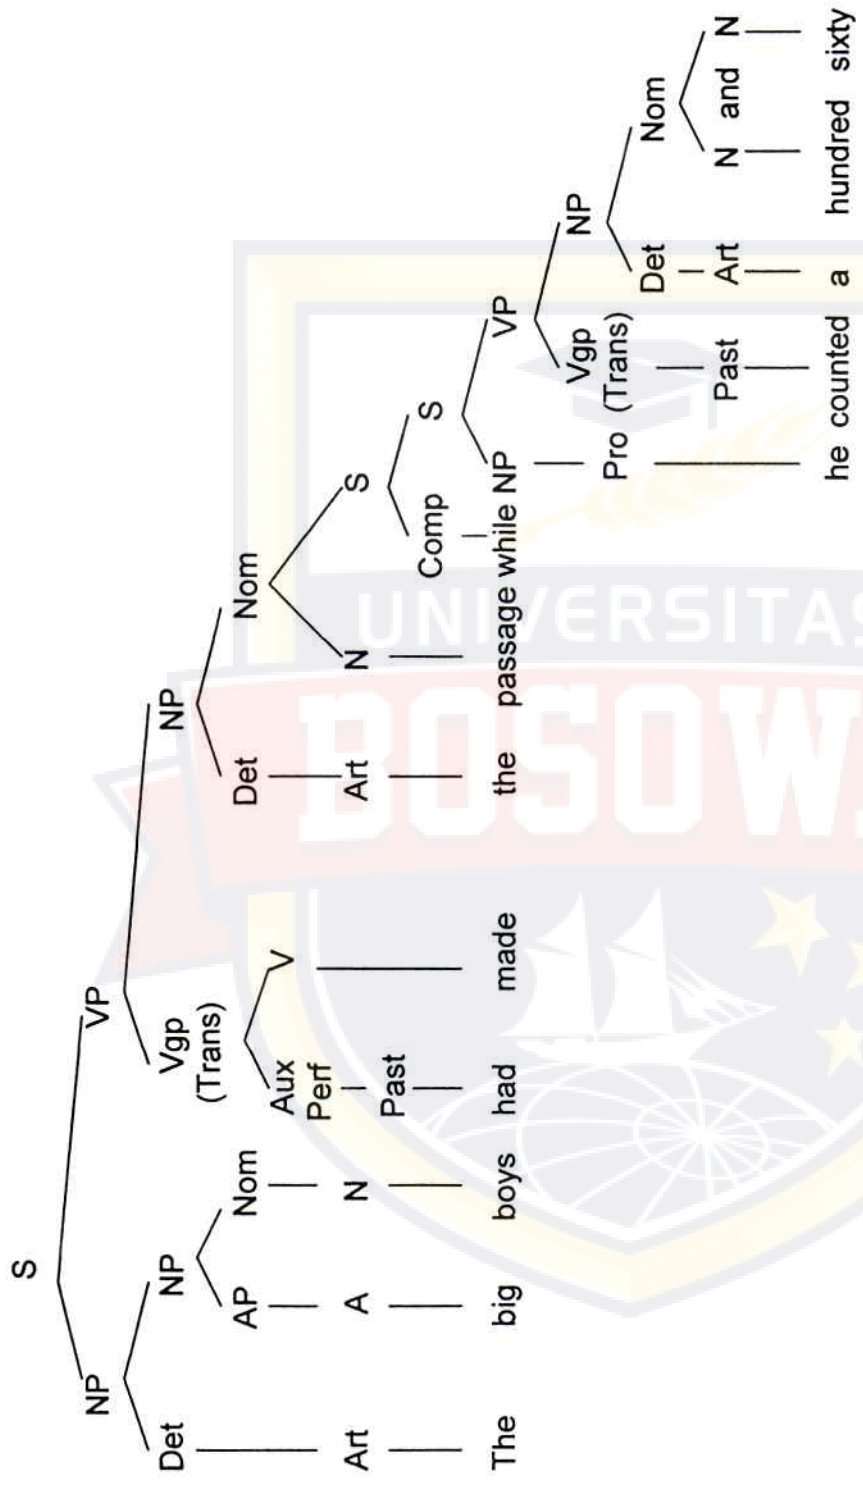 S
NP VP
Det NP Vgp NP
(Trans)
AP Nom Det Nom
Aux V
Perf
Art A N Art N S
Past
Comp S
The big boys had made the passage while NP VP
Vgp NP
Pro (Trans)
Det Nom
Past Art N and N
he counted a hundred sixty
UNIVERSITAS
BOSOW